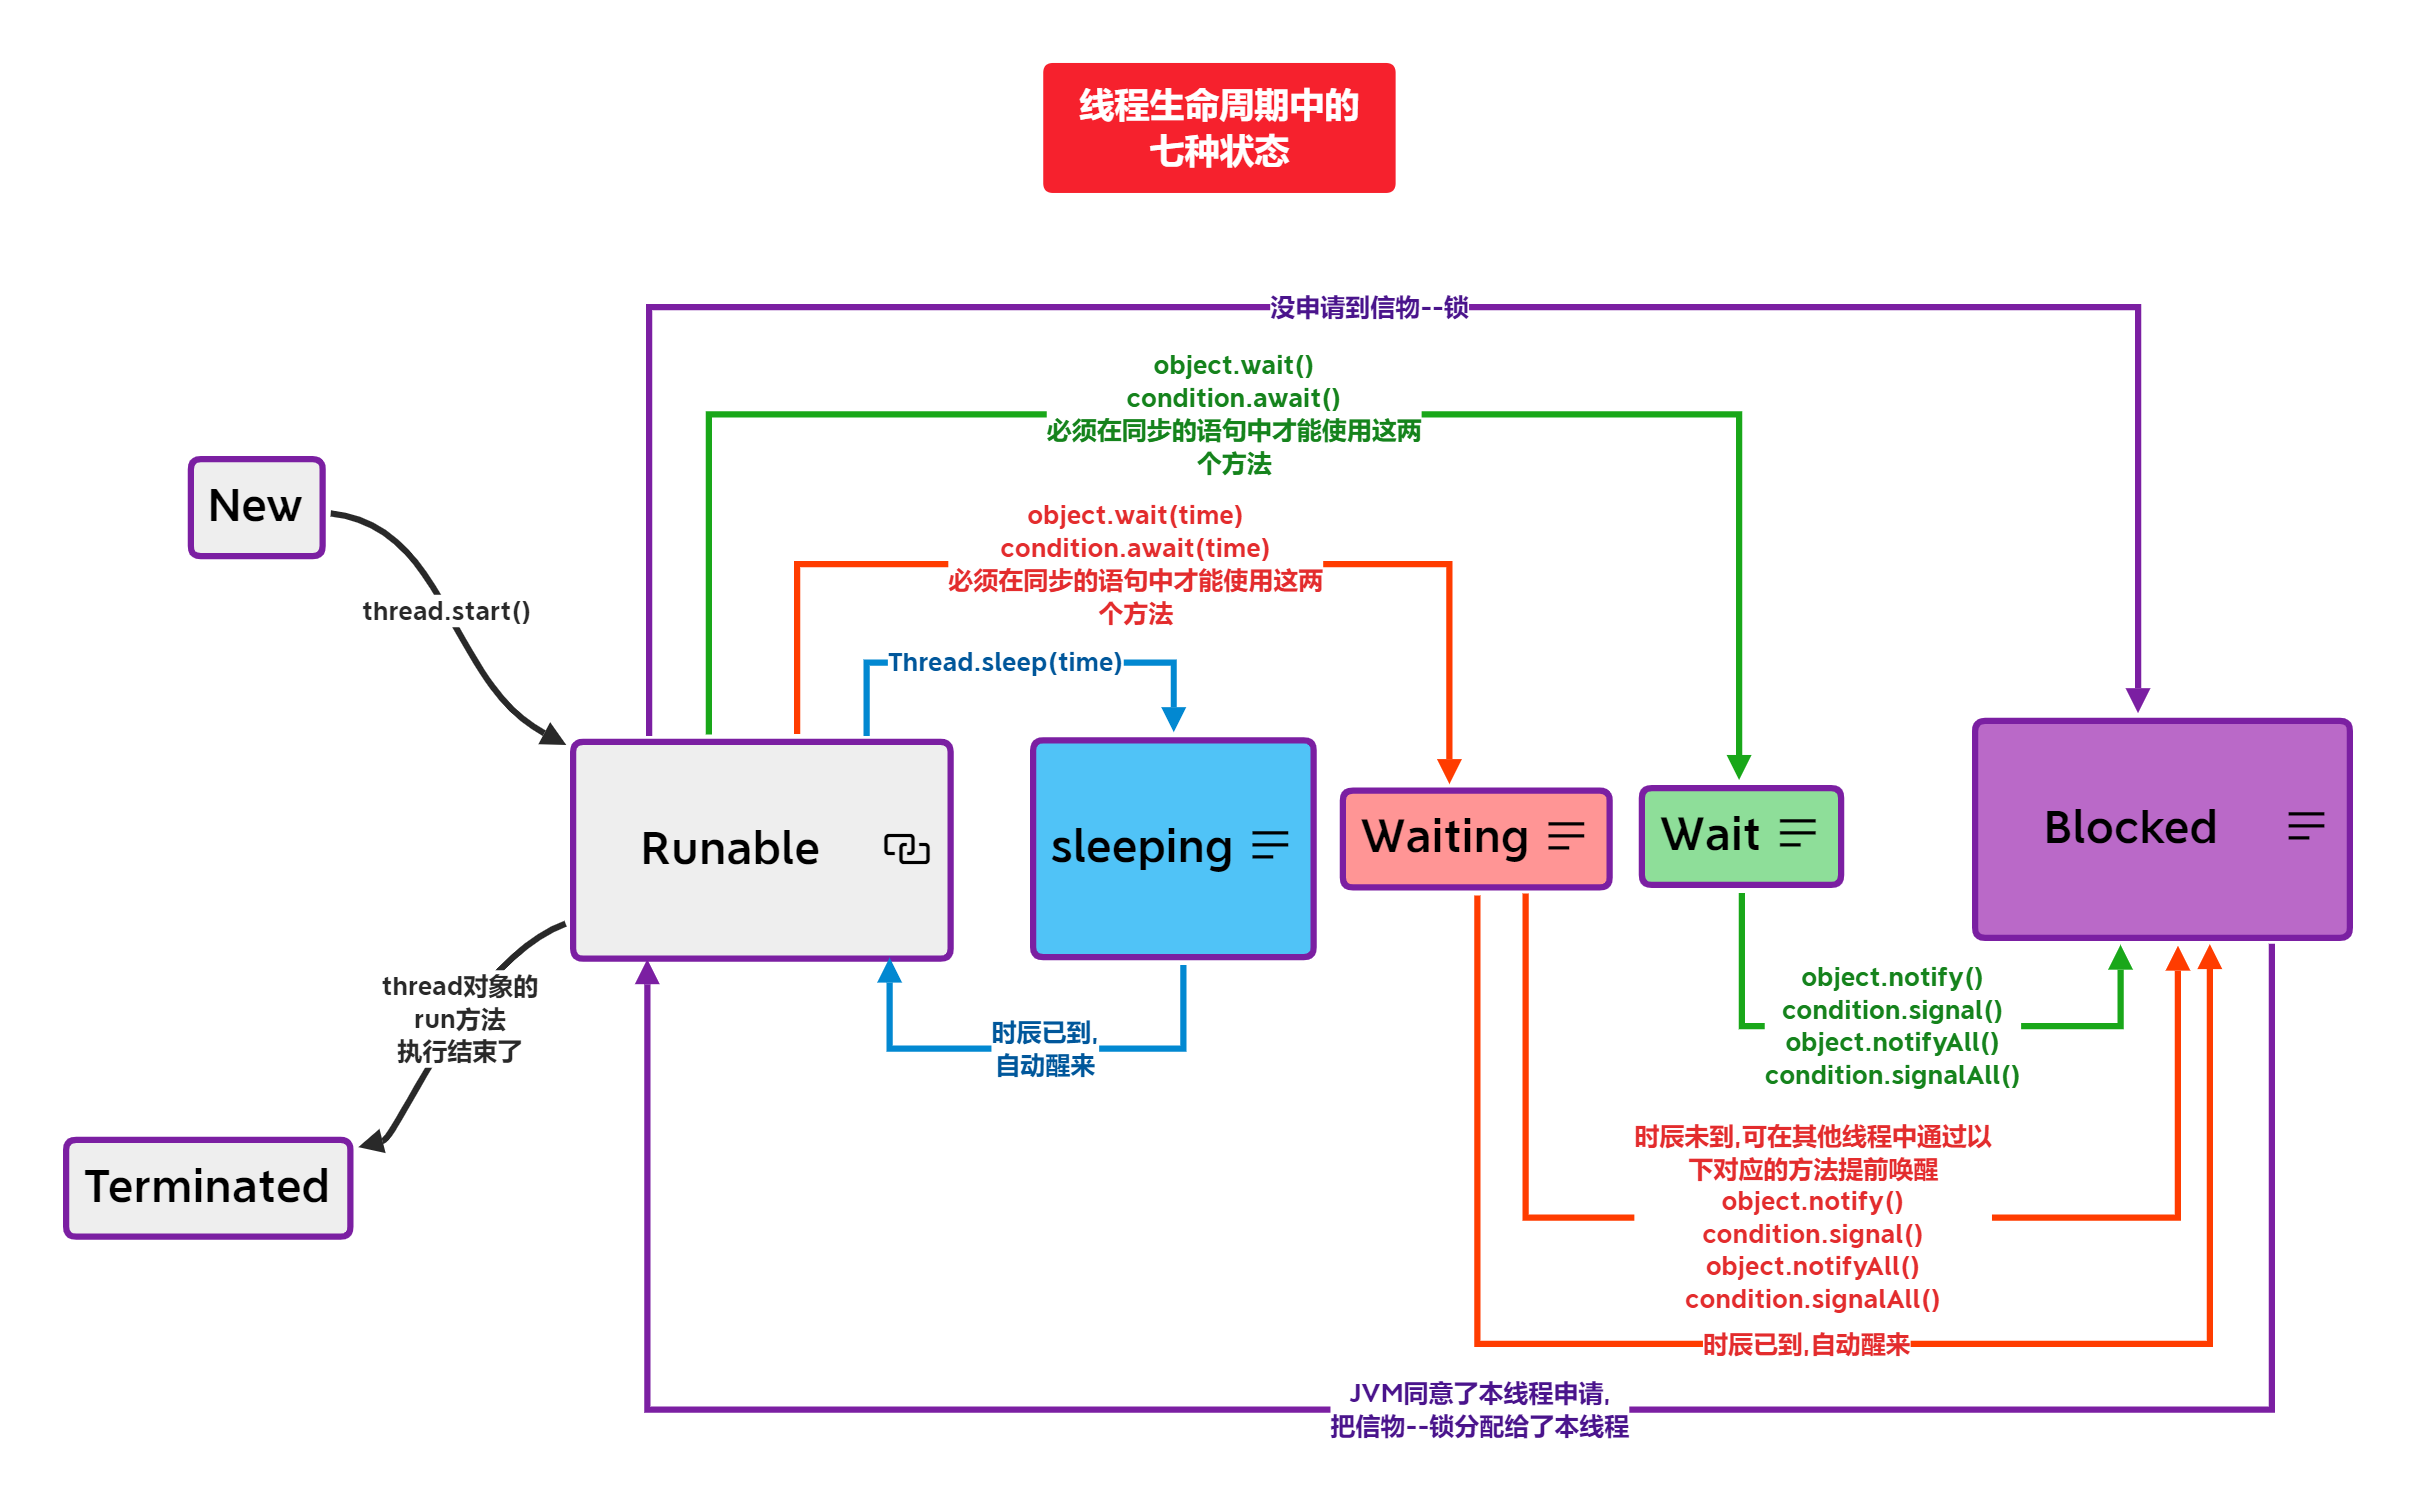 线程生命周期中的
七种状态
没申请到信物--锁
object.wait()
condition.await()
必须在同步的语句中才能使用这两
个方法
New
object.wait(time)
condition.await(time)
必须在同步的语句中才能使用这两
个方法
thread.start()
Thread.sleep(time)
Runable
sleeping
Waiting
Wait
Blocked
thread对象的
run方法
执行结束了
时辰已到,
自动醒来
object.notify()
condition.signal()
object.notifyAll()
condition.signalAll()
Terminated
时辰未到,可在其他线程中通过以
下对应的方法提前唤醒
object.notify()
condition.signal()
object.notifyAll()
condition.signalAll()
时辰已到,自动醒来
JVM同意了本线程申请,
把信物--锁分配给了本线程